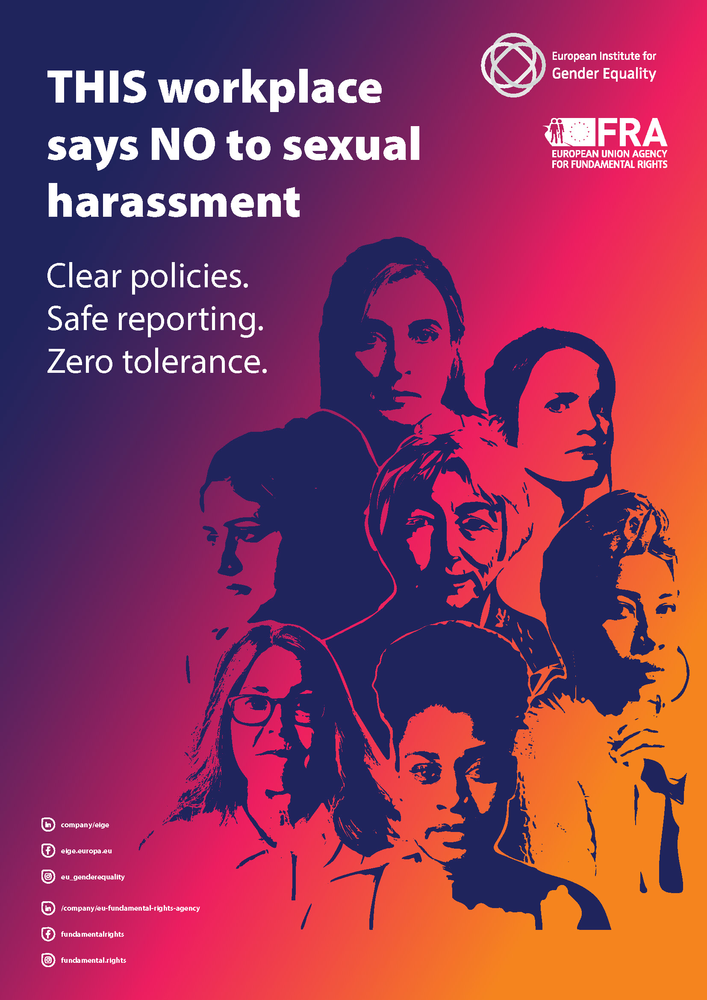 THIS workplace
says NO to sexual
harassment
Clear policies.
Safe reporting.
Zero tolerance.
European Institute for
Gender Equality
FRA
EUROPEAN UNION AGENCY
FOR FUNDAMENTAL RIGHTS
in company/eige
f eige.europa.eu
eu_genderequality
in /company/eu-fundamental-rights-agency
f fundamentalrights
fundamental.rights